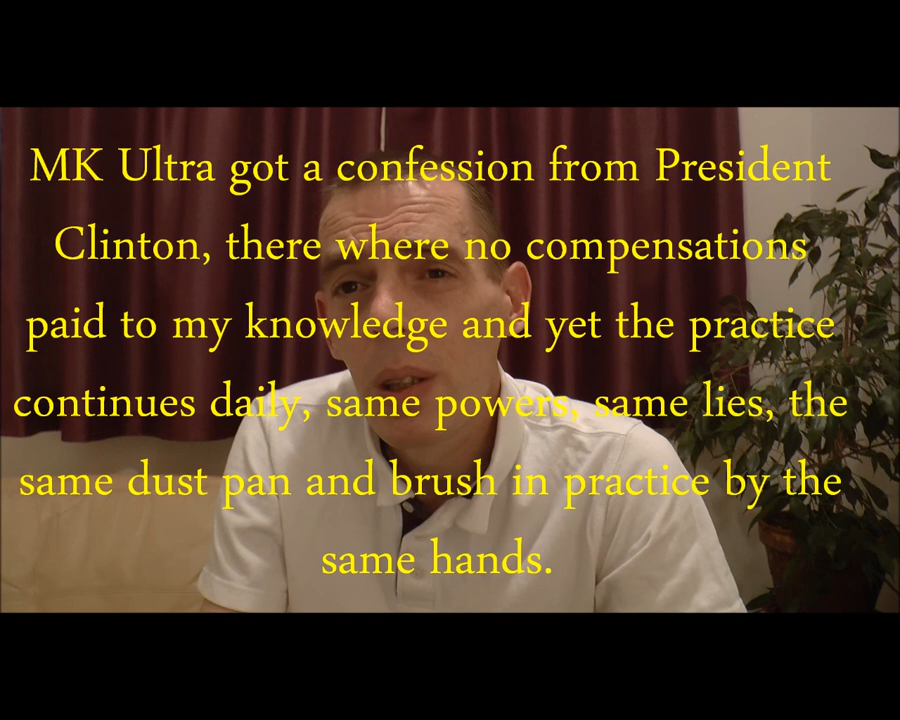 MK Ultra got a confession from President
Clinton, there where no compensations
paid to my knowledge and yet the practice
continues daily, same powers, same lies, the
same dust pan and brush in practice by the
same hands.